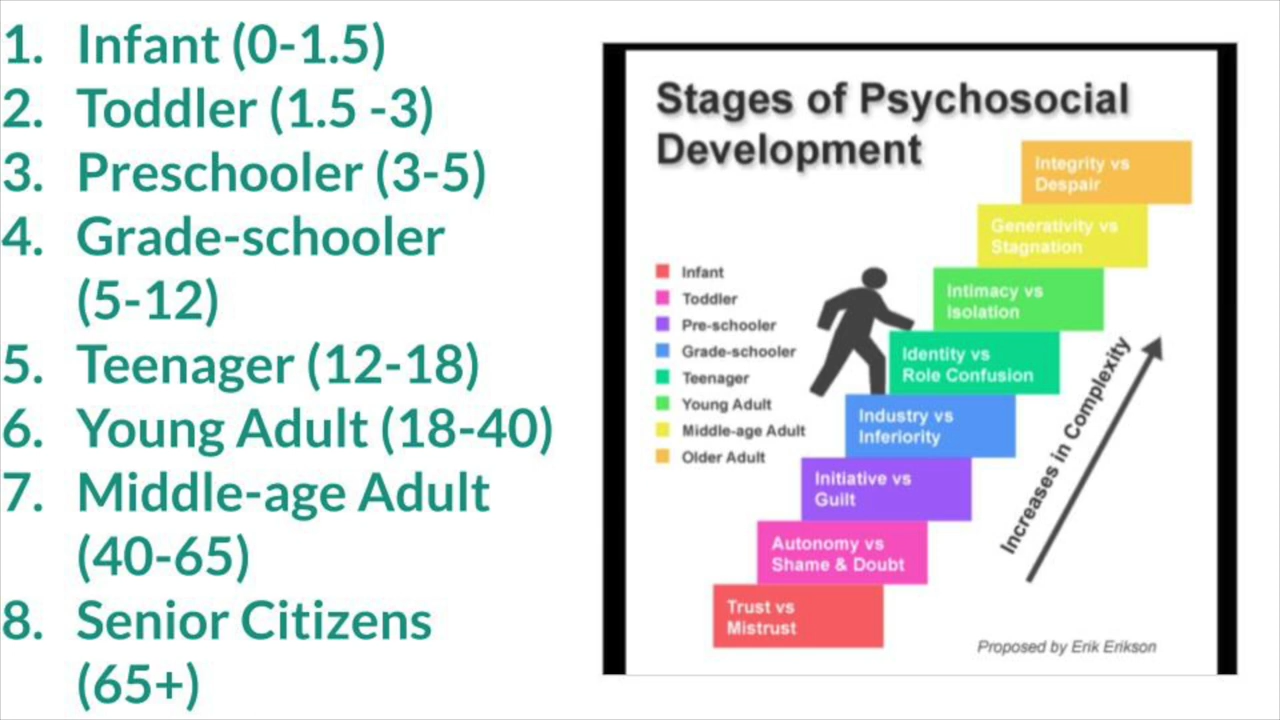 1. Infant (0-1.5)
2. Toddler (1.5 -3)
3. Preschooler (3-5)
4. Grade-schooler
(5-12)
5. Teenager (12-18)
6. Young Adult (18-40)
7. Middle-age Adult
(40-65)
8. Senior Citizens
(65+)
Stages of Psychosocial
Development
Integrity vs
Despair
Generativity vs
Stagnation
Intimacy vs
Isolation
Identity vs
Role Confusion
Industry vs
Inferiority
Initiative vs
Guilt
Autonomy vs
Shame & Doubt
Trust vs
Mistrust
Infant
Toddler
Pre-schooler
Grade-schooler
Teenager
Young Adult
Middle-age Adult
Older Adult
Increases in Complexity
Proposed by Erik Erikson